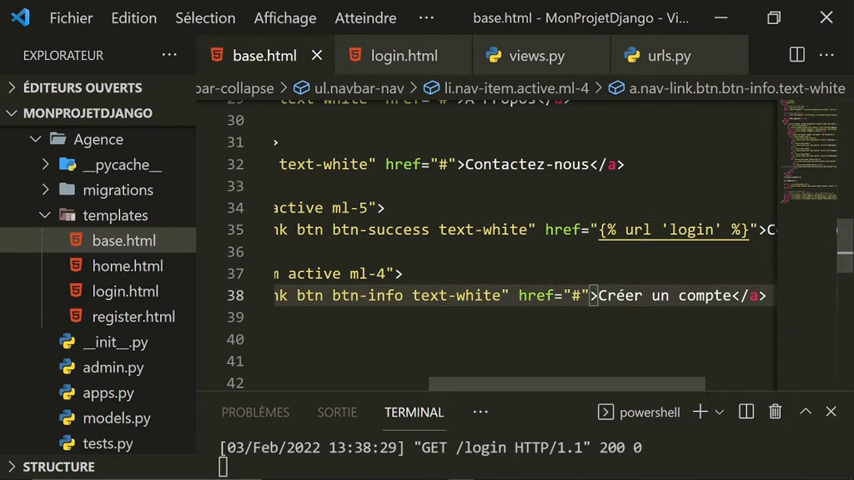 Fichier Edition Sélection Affichage Atteindre ··· base.html - MonProjetDjango - Vi...
EXPLORATEUR ··· base.html login.html views.py urls.py ···
ÉDITEURS OUVERTS
bar-collapse > ul.navbar-nav > li.nav-item.active.ml-4 > a.nav-link.btn.btn-info.text-white
MONPROJETDJANGO
Agence
__pycache__
migrations
templates
base.html
home.html
login.html
register.html
__init__.py
admin.py
apps.py
models.py
tests.py
STRUCTURE
29 text-white" href="#">A Propos</a>
30
31 >
32 text-white" href="#">Contactez-nous</a>
33
34 active ml-5">
35 nk btn btn-success text-white" href="{% url 'login' %}">C
36
37 m active ml-4">
38 nk btn btn-info text-white" href="#">Créer un compte</a>
39
40
41
42
PROBLÈMES SORTIE TERMINAL ··· powershell
[03/Feb/2022 13:38:29] "GET /login HTTP/1.1" 200 0